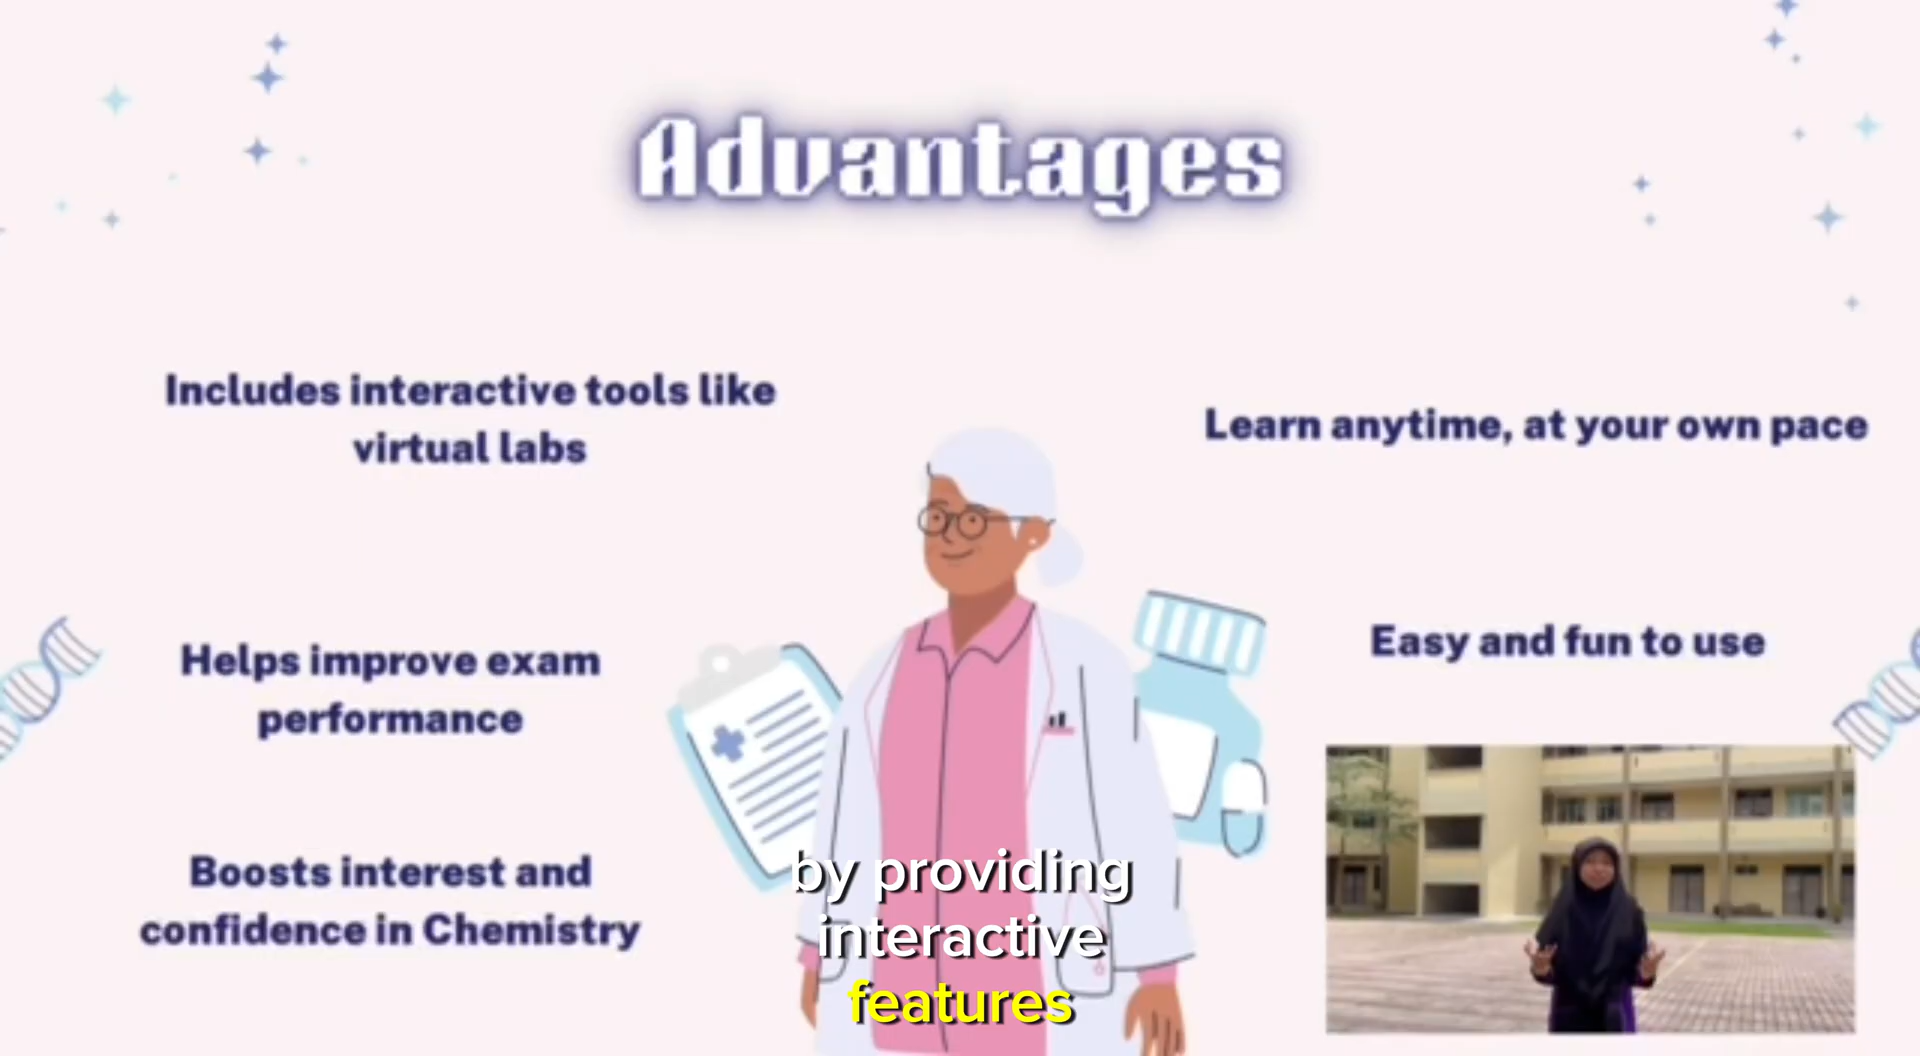 Advantages
Includes interactive tools like
virtual labs
Learn anytime, at your own pace
Helps improve exam
performance
Easy and fun to use
Boosts interest and
confidence in Chemistry
by providing
interactive
features